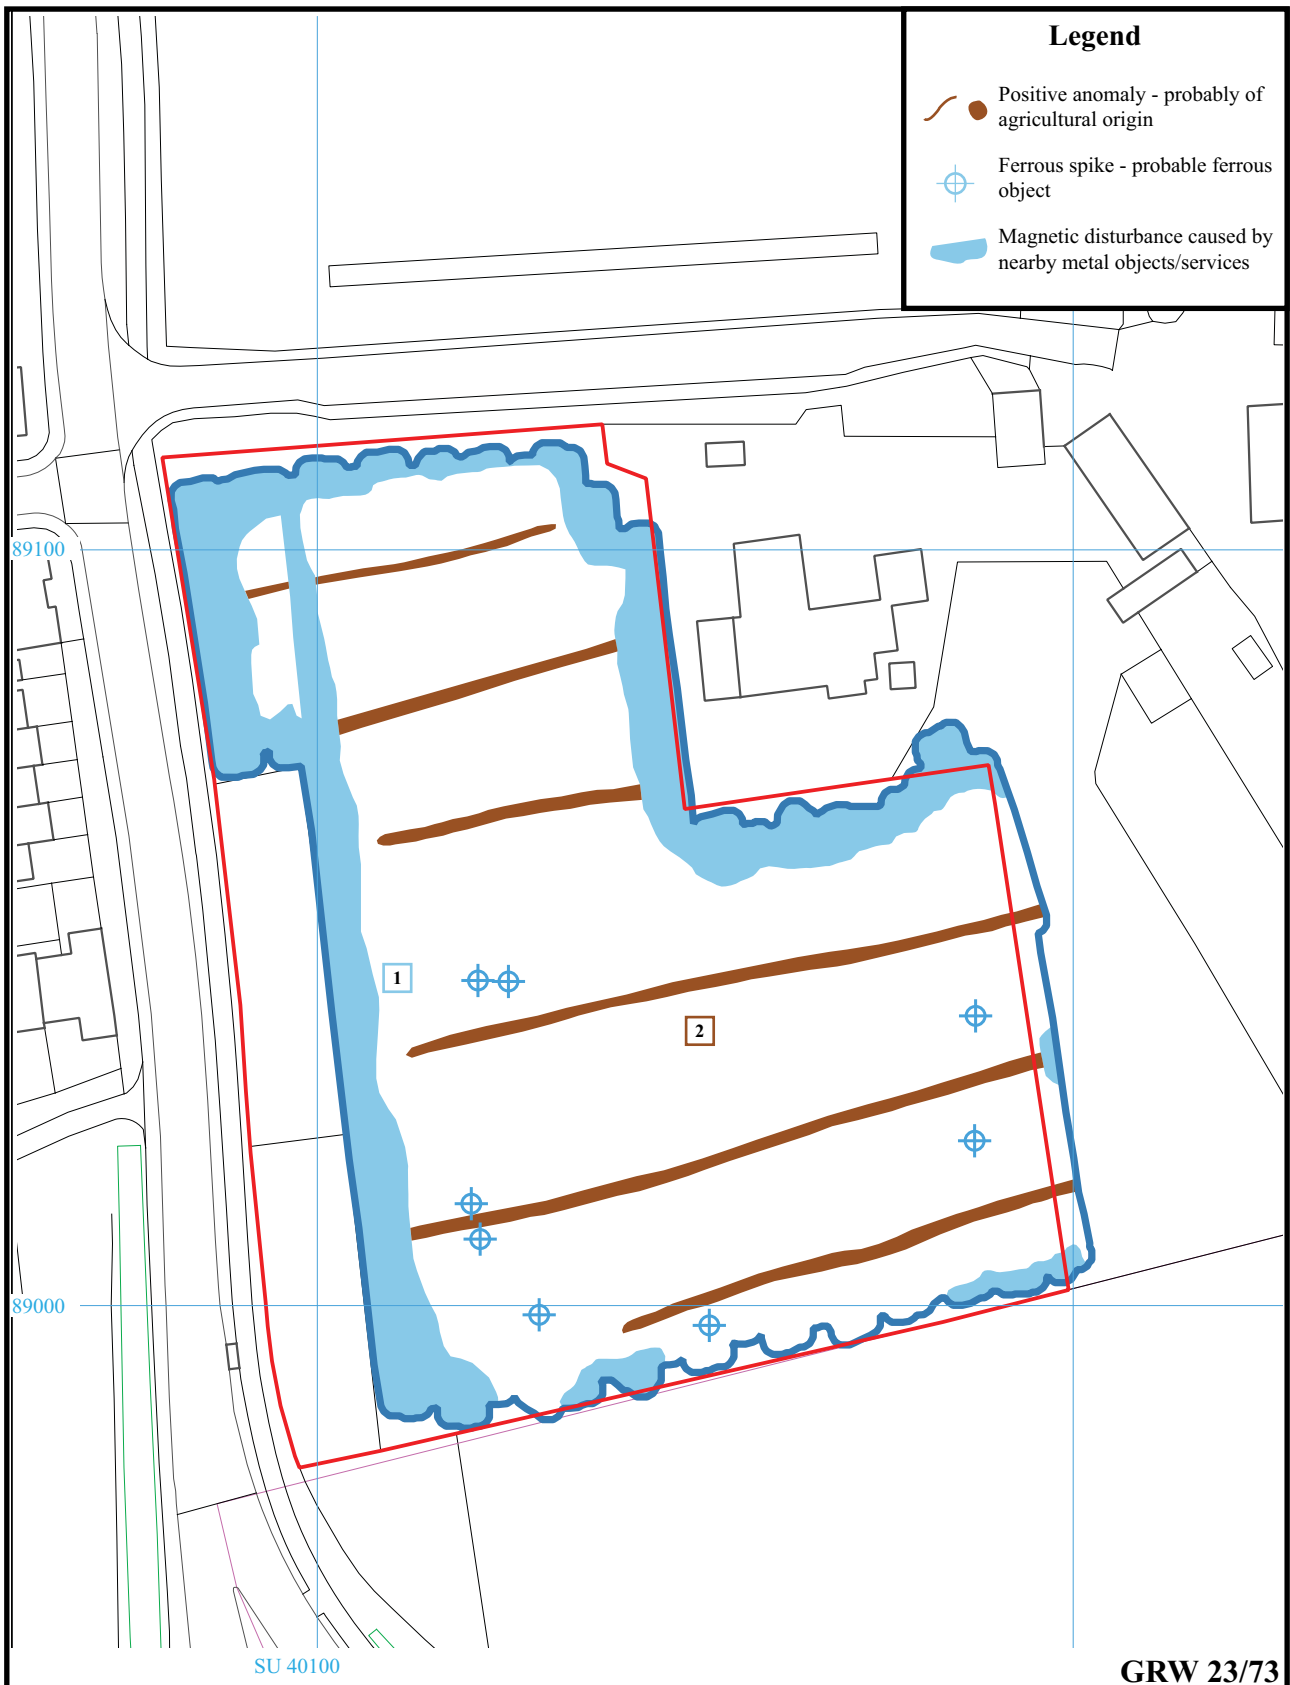 Legend
Positive anomaly - probably of
agricultural origin
Ferrous spike - probable ferrous
object
Magnetic disturbance caused by
nearby metal objects/services
89100
1
2
89000
SU 40100
GRW 23/73